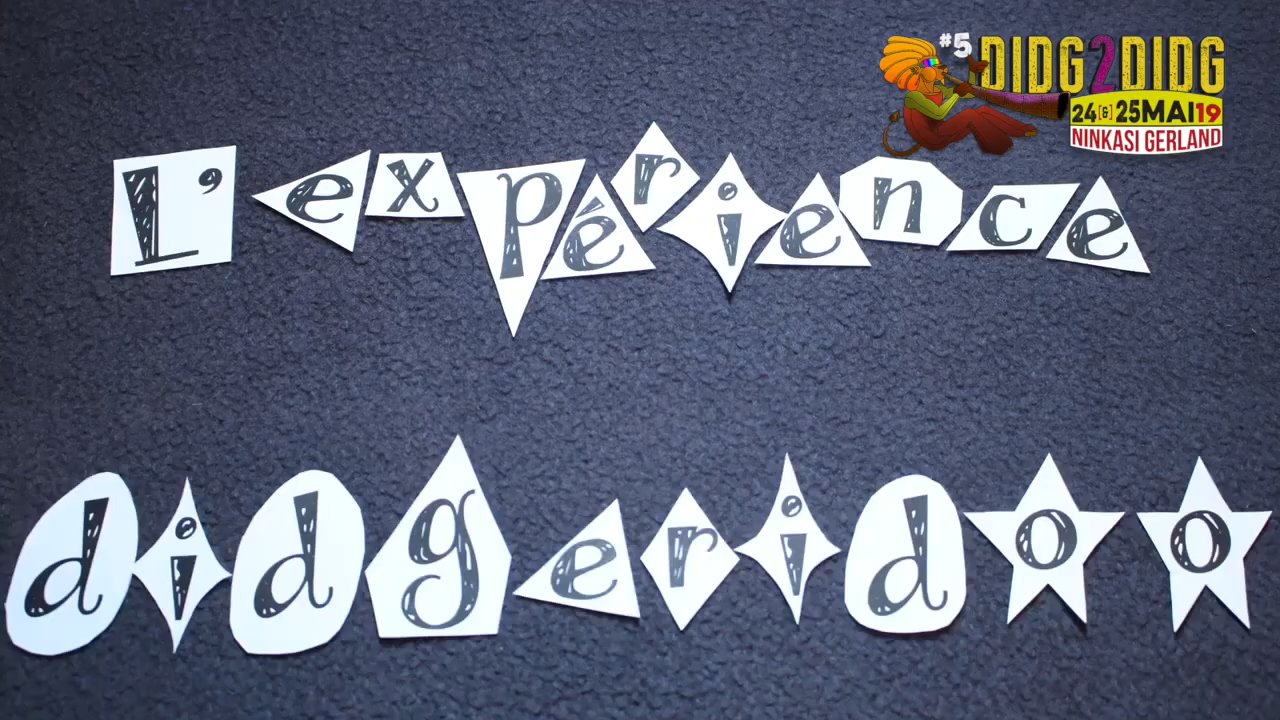 #5 DIDG2DIDG
24 [&] 25 MAI 19
NINKASI GERLAND
L'expérience
didgeridoo